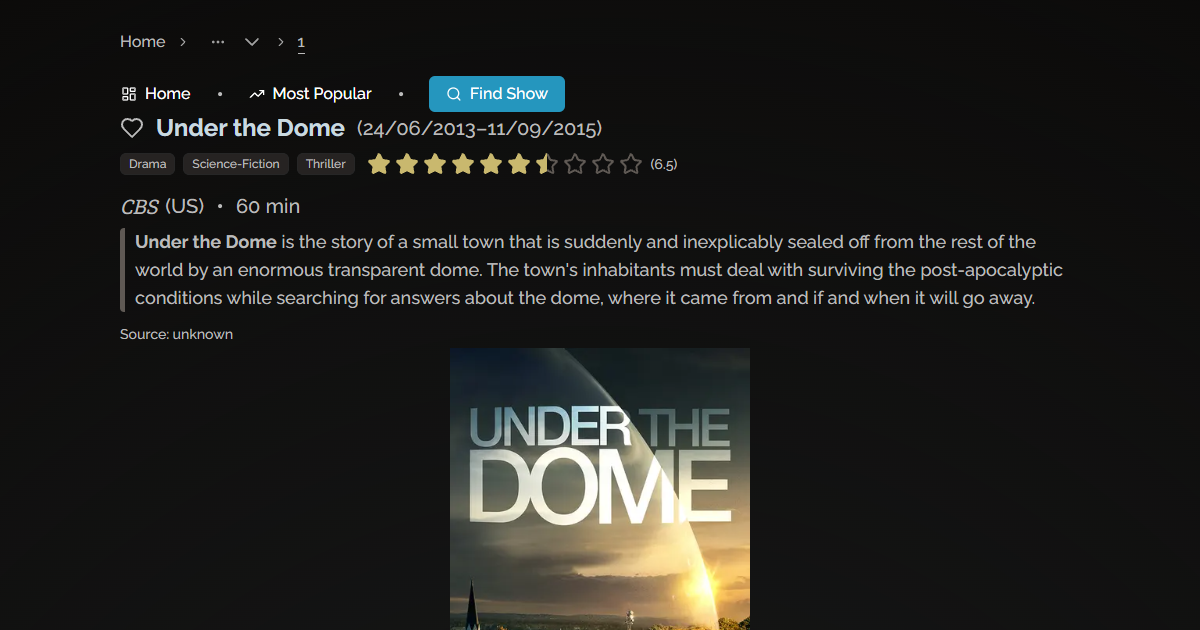 Home > ... > 1
Home • Most Popular • Find Show
Under the Dome (24/06/2013–11/09/2015)
Drama Science-Fiction Thriller (6.5)
CBS (US) • 60 min
Under the Dome is the story of a small town that is suddenly and inexplicably sealed off from the rest of the
world by an enormous transparent dome. The town's inhabitants must deal with surviving the post-apocalyptic
conditions while searching for answers about the dome, where it came from and if and when it will go away.
Source: unknown
UNDER THE
DOME